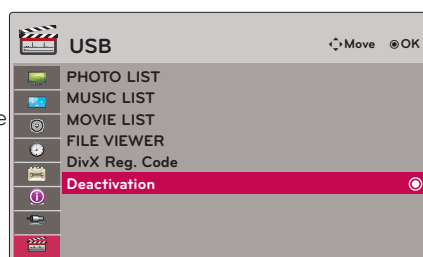 USB
Move OK
PHOTO LIST
MUSIC LIST
e
MOVIE LIST
FILE VIEWER
DivX Reg. Code
Deactivation